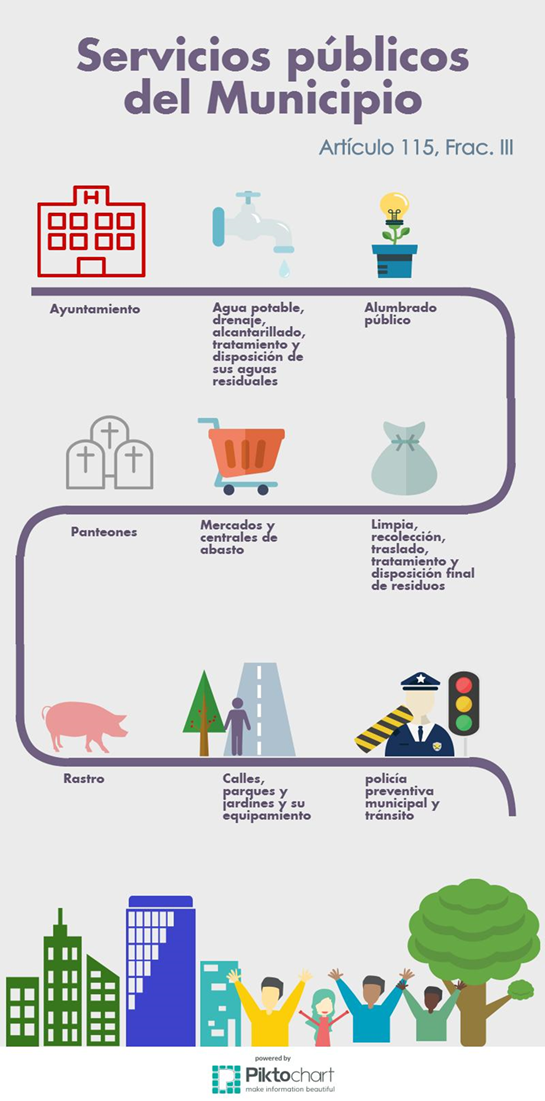 Servicios públicos
del Municipio
Artículo 115, Frac. III
H
Ayuntamiento
Agua potable,
drenaje,
alcantarillado,
tratamiento y
disposición de
sus aguas
residuales
Alumbrado
público
Panteones
Mercados y
centrales de
abasto
Limpia,
recolección,
traslado,
tratamiento y
disposición final
de residuos
Rastro
Calles,
parques y
jardines y su
equipamiento
policía
preventiva
municipal y
tránsito
powered by
Piktochart
make information beautiful